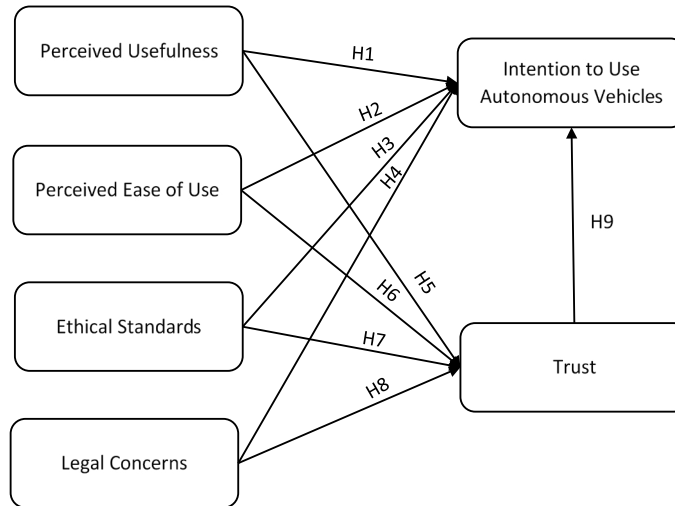 Perceived Usefulness
H1
Intention to Use
Autonomous Vehicles
H2
H3
H4
Perceived Ease of Use
H9
H5
H6
Ethical Standards
H7
Trust
H8
Legal Concerns